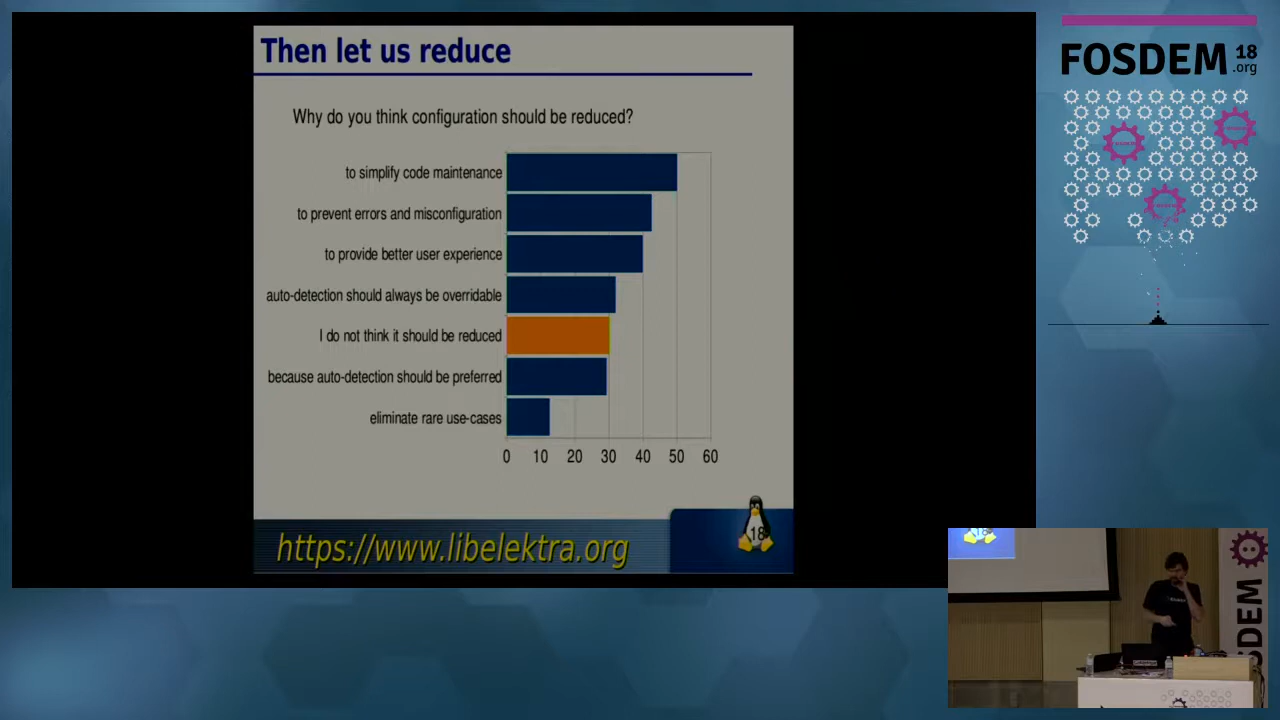 Then let us reduce
Why do you think configuration should be reduced?
to simplify code maintenance
to prevent errors and misconfiguration
to provide better user experience
auto-detection should always be overridable
I do not think it should be reduced
because auto-detection should be preferred
eliminate rare use-cases
0 10 20 30 40 50 60
https://www.libelektra.org
18
FOSDEM 18
.org
FOSDEM